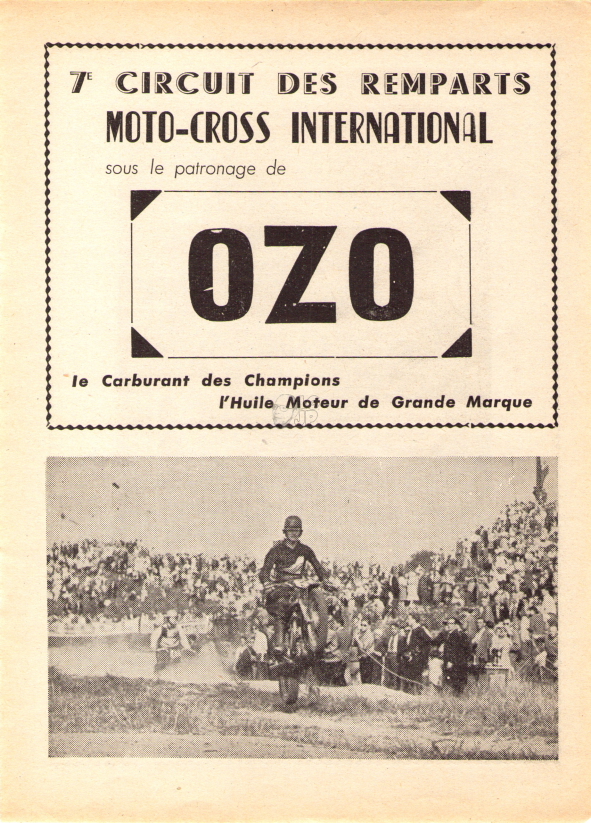 7E CIRCUIT DES REMPARTS
MOTO-CROSS INTERNATIONAL
sous le patronage de
OZO
le Carburant des Champions
l'Huile Moteur de Grande Marque